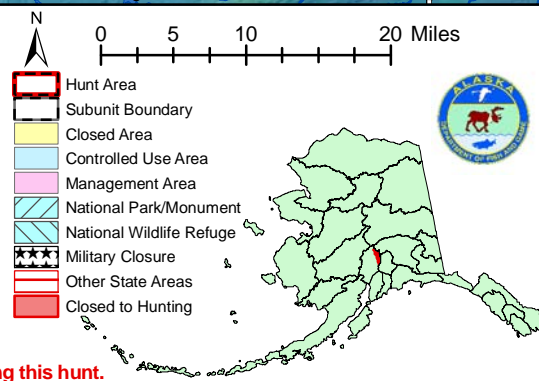 N
0 5 10 20 Miles
Hunt Area
Subunit Boundary
Closed Area
Controlled Use Area
Management Area
National Park/Monument
National Wildlife Refuge
Military Closure
Other State Areas
Closed to Hunting
ALASKA
DEPARTMENT OF FISH AND GAME
ng this hunt.